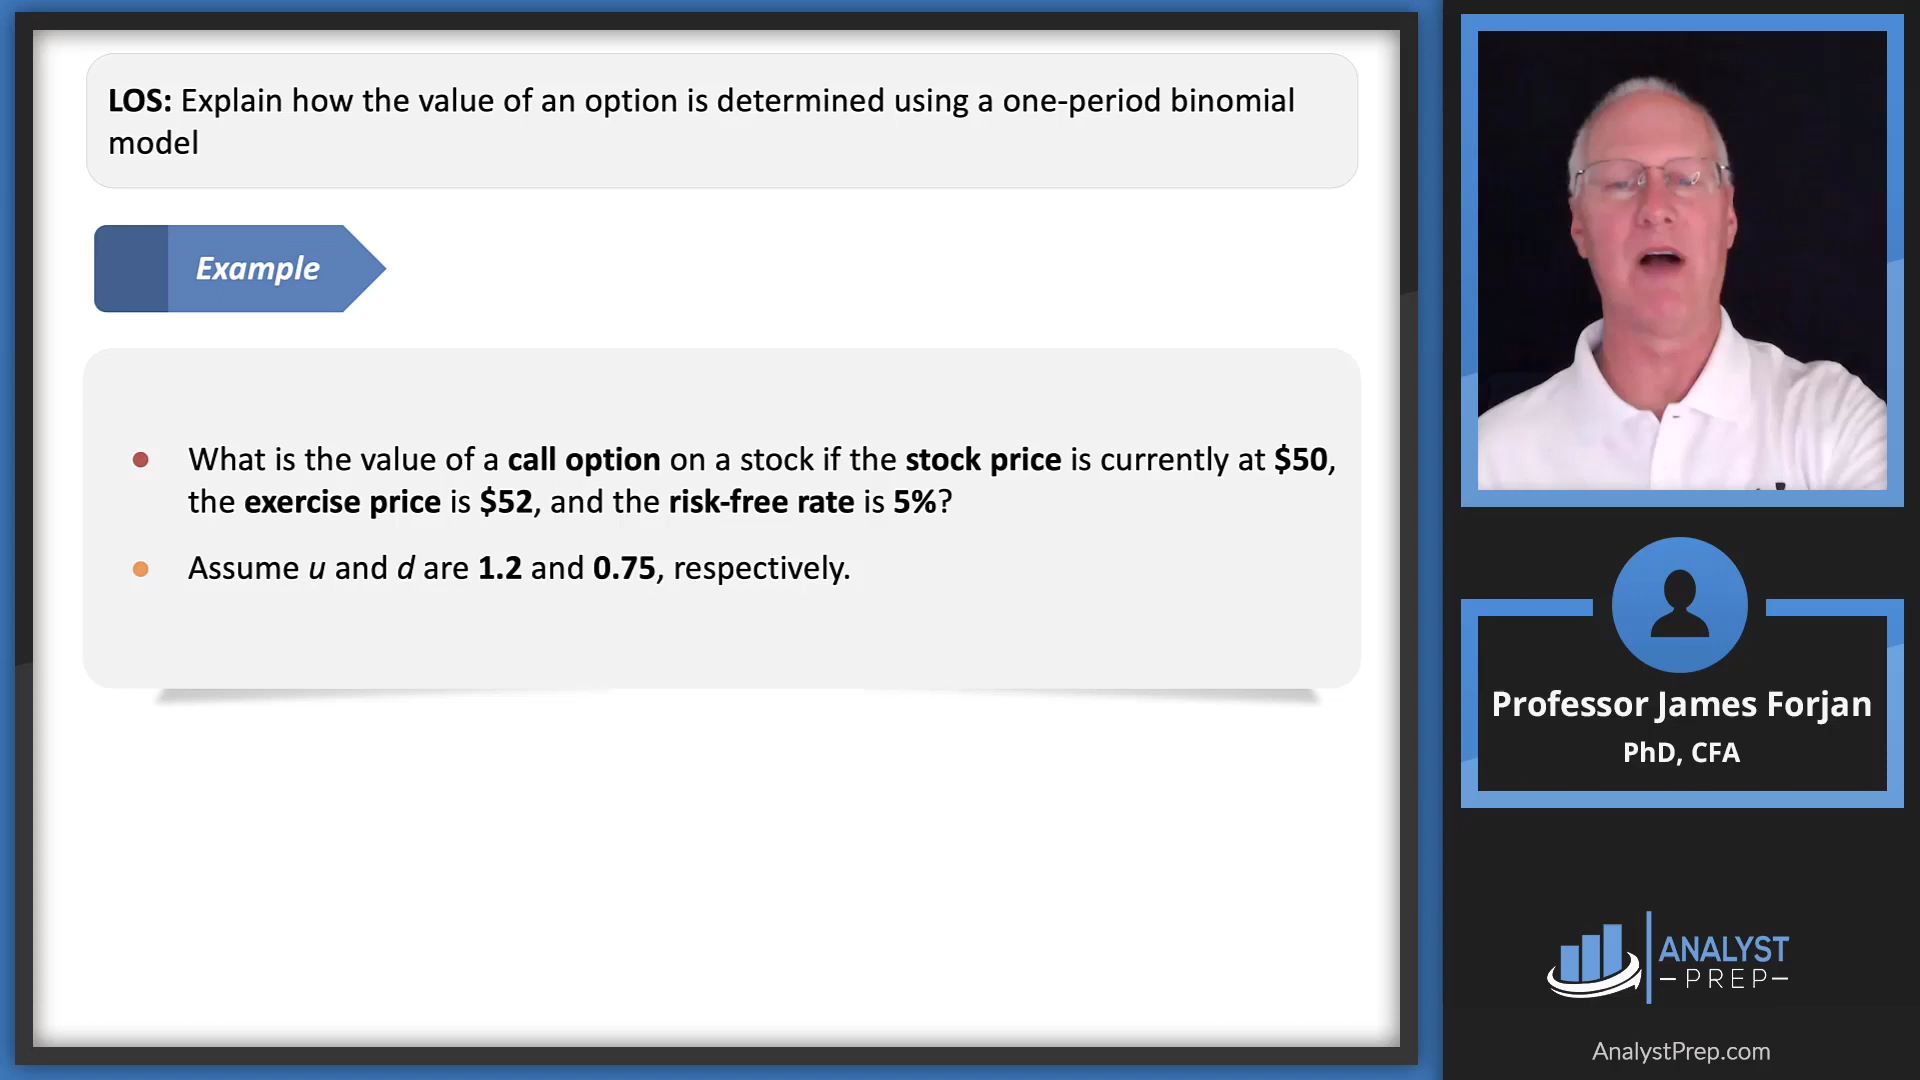 LOS: Explain how the value of an option is determined using a one-period binomial
model
Example
What is the value of a call option on a stock if the stock price is currently at $50,
the exercise price is $52, and the risk-free rate is 5%?
Assume u and d are 1.2 and 0.75, respectively.
Professor James Forjan
PhD, CFA
ANALYST
PREP
AnalystPrep.com